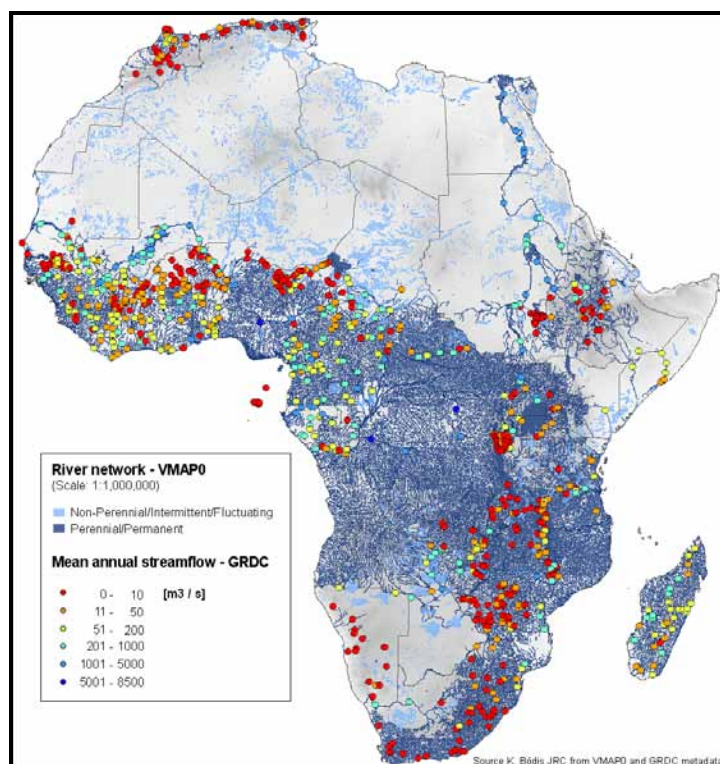 River network - VMAP0
(Scale: 1:1,000,000)
Non-Perennial/Intermittent/Fluctuating
Perennial/Permanent
Mean annual streamflow - GRDC
0 - 10 [m3 / s]
11 - 50
51 - 200
201 - 1000
1001 - 5000
5001 - 8500
Source K. Bódis JRC from VMAP0 and GRDC metadata